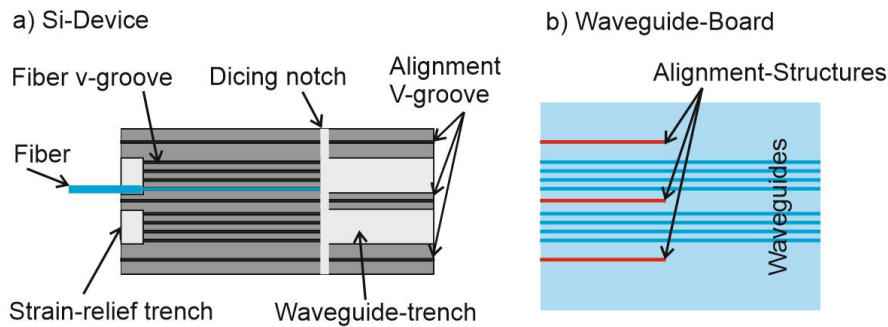 a) Si-Device
Fiber v-groove
Dicing notch
Alignment
V-groove
Fiber
Strain-relief trench
Waveguide-trench
b) Waveguide-Board
Alignment-Structures
Waveguides